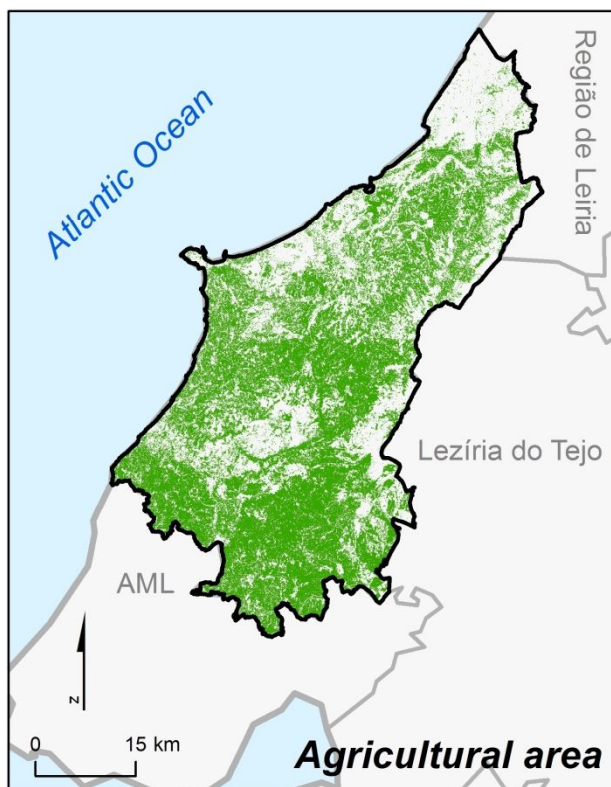 Região de Leiria
Atlantic Ocean
Lezíria do Tejo
AML
N
0 15 km
Agricultural area